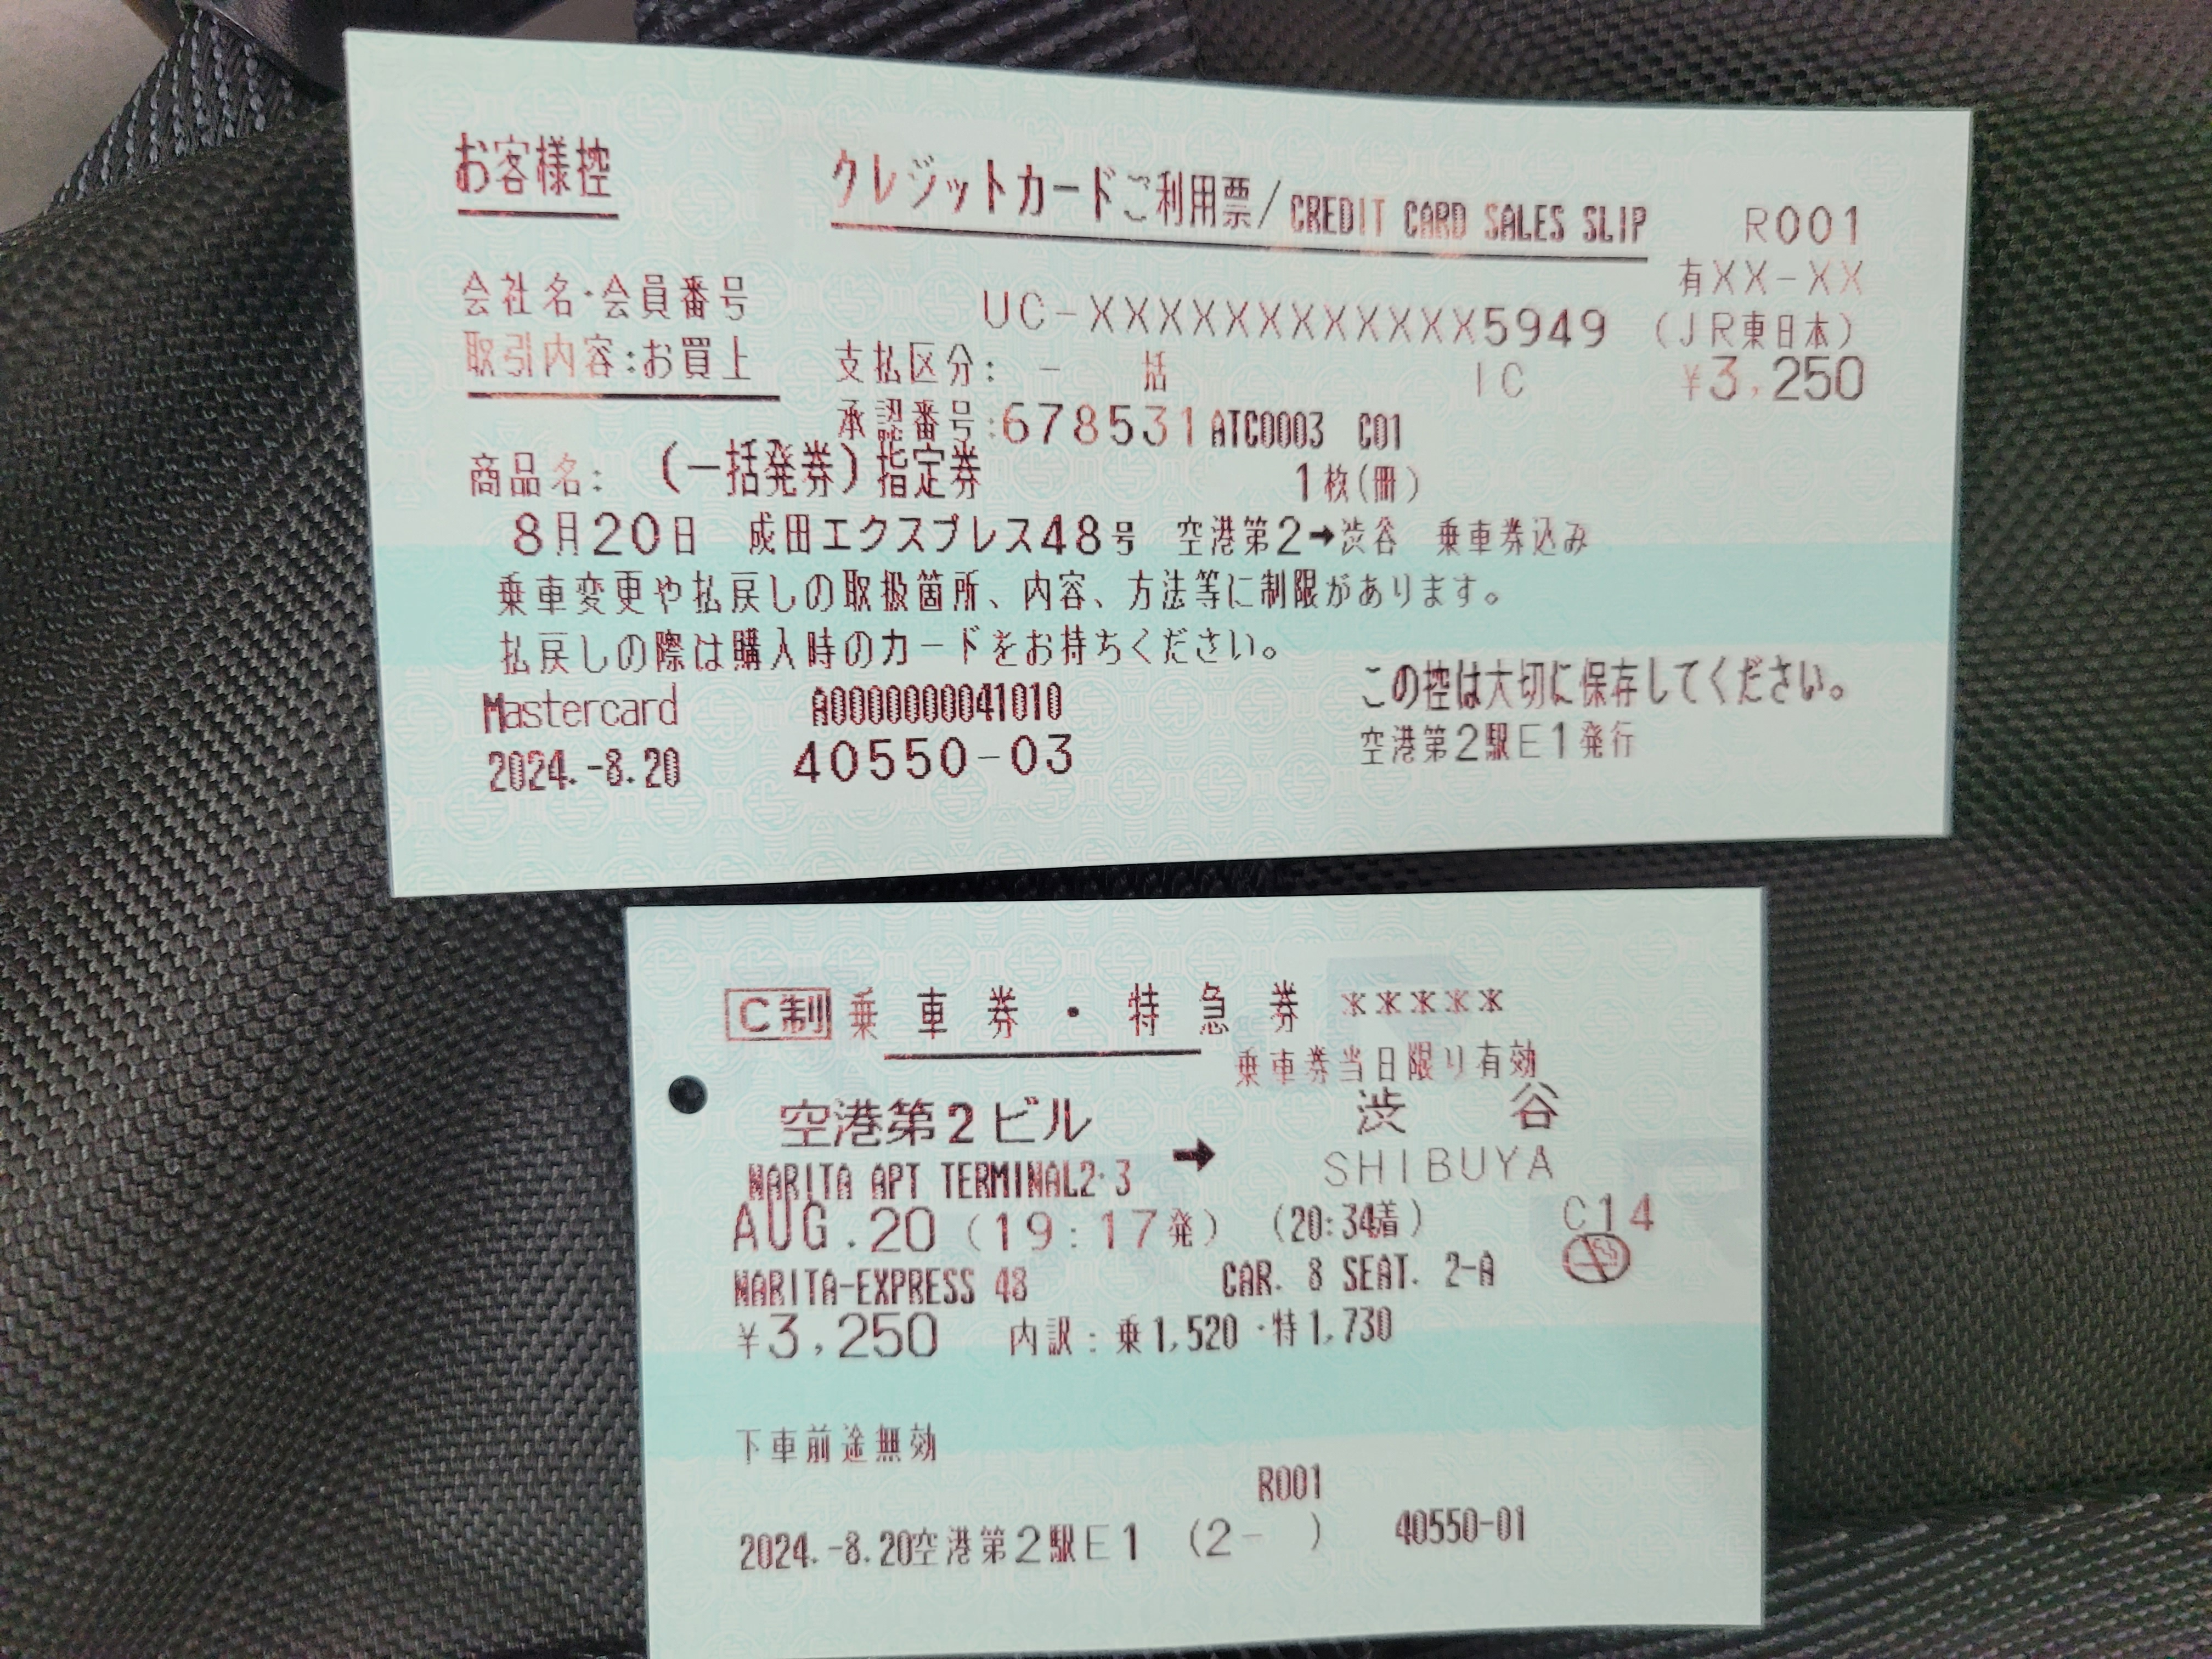 お客様控 クレジットカードご利用票/CREDIT CARD SALES SLIP R001
有XX-XX
会社名・会員番号 UC-XXXXXXXXXXXX5949 (JR東日本)
取引内容:お買上 支払区分: 一 括 IC ¥3,250
承認番号:678531ATC0003 C01
商品名: (一括発券)指定券 1枚(冊)
8月20日 成田エクスプレス48号 空港第2→渋谷 乗車券込み
乗車変更や払戻しの取扱箇所、内容、方法等に制限があります。
払戻しの際は購入時のカードをお持ちください。
Mastercard A0000000041010 この控は大切に保存してください。
2024.-8.20 40550-03 空港第2駅E1発行
C制 乗車券・特急券 *****
乗車券当日限り有効
空港第2ビル → 渋谷
NARITA APT TERMINAL2・3 SHIBUYA
AUG.20 (19:17発) (20:34着) C14
NARITA-EXPRESS 48 CAR. 8 SEAT. 2-A
¥3,250 内訳:乗1,520・特1,730
下車前途無効
R001
2024.-8.20空港第2駅E1 (2- ) 40550-01